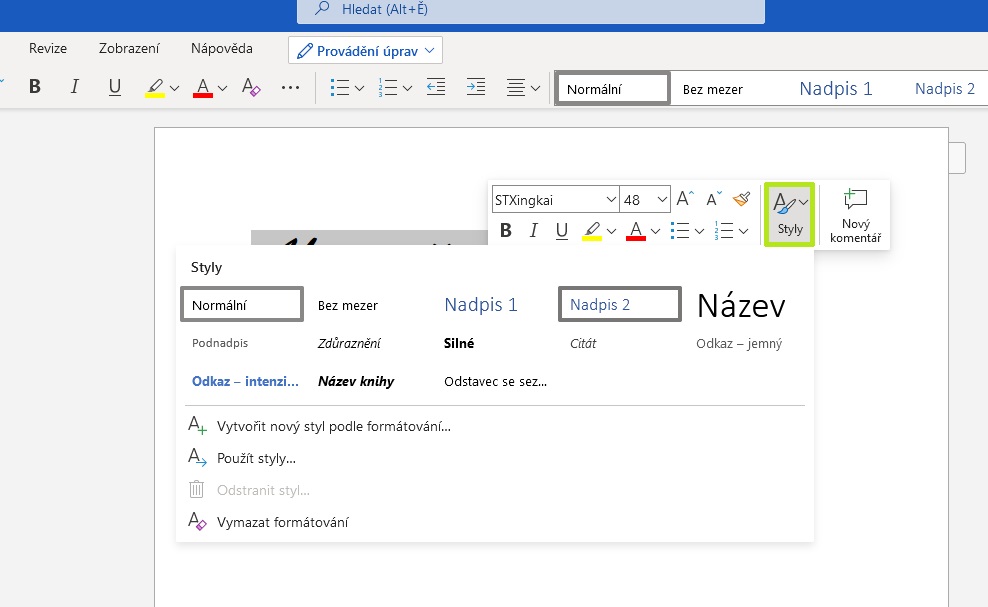 Hledat (Alt+Ě)
Revize Zobrazení Nápověda Provádění úprav
B I U A Normální Bez mezer Nadpis 1 Nadpis 2
STXingkai 48 A A Styly Nový komentář
B I U A
Styly
Normální Bez mezer Nadpis 1 Nadpis 2 Název
Podnadpis Zdůraznění Silné Citát Odkaz – jemný
Odkaz – intenzi... Název knihy Odstavec se sez...
Vytvořit nový styl podle formátování...
Použít styly...
Odstranit styl...
Vymazat formátování